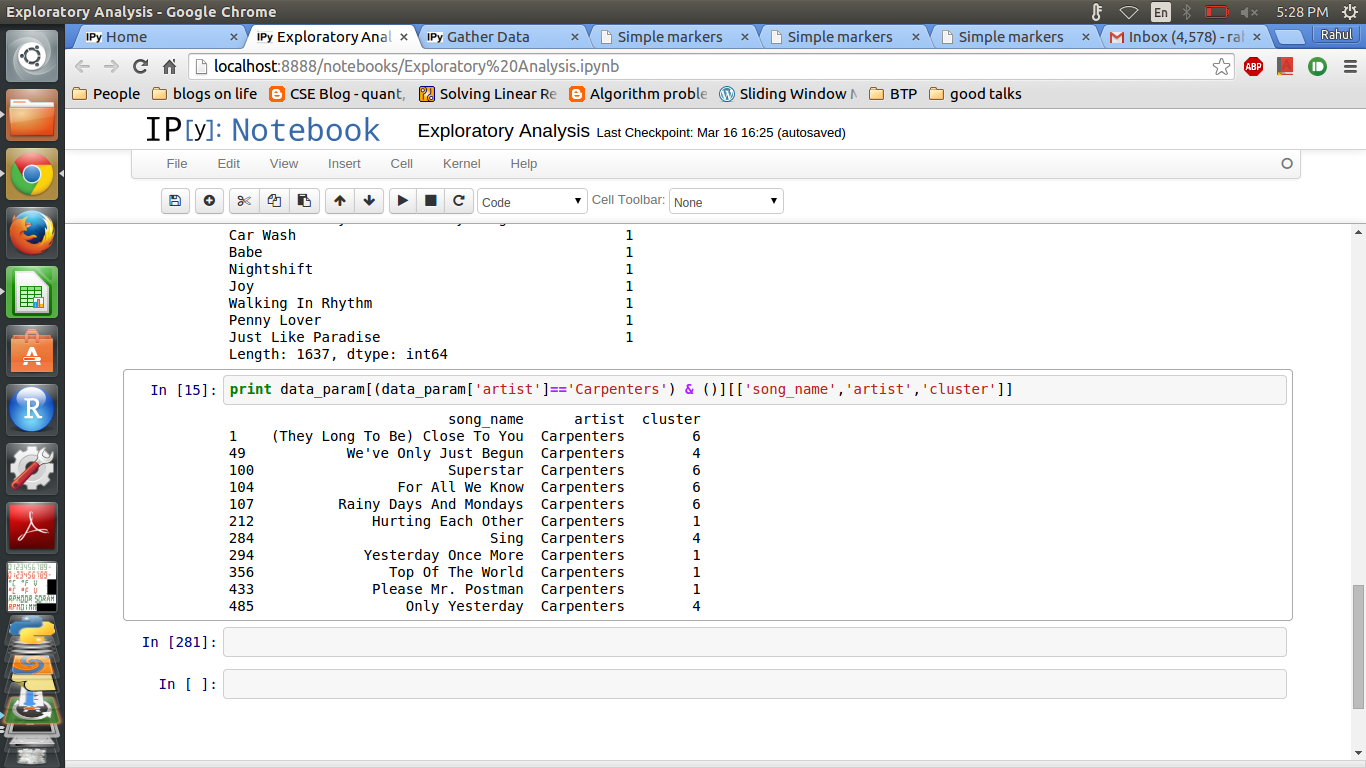 Exploratory Analysis - Google Chrome
En
5:28 PM
IPy Home
IPy Exploratory Anal
IPy Gather Data
Simple markers
Simple markers
Simple markers
Inbox (4,578) - ra
Rahul
localhost:8888/notebooks/Exploratory%20Analysis.ipynb
ABP
People
blogs on life
CSE Blog - quant,
Solving Linear Re
Algorithm proble
Sliding Window
BTP
good talks
IP[y]: Notebook
Exploratory Analysis Last Checkpoint: Mar 16 16:25 (autosaved)
File Edit View Insert Cell Kernel Help
Code
Cell Toolbar:
None
Car Wash 1
Babe 1
Nightshift 1
Joy 1
Walking In Rhythm 1
Penny Lover 1
Just Like Paradise 1
Length: 1637, dtype: int64
In [15]: print data_param[(data_param['artist']=='Carpenters') & ()][['song_name','artist','cluster']]
song_name artist cluster
1 (They Long To Be) Close To You Carpenters 6
49 We've Only Just Begun Carpenters 4
100 Superstar Carpenters 6
104 For All We Know Carpenters 6
107 Rainy Days And Mondays Carpenters 6
212 Hurting Each Other Carpenters 1
284 Sing Carpenters 4
294 Yesterday Once More Carpenters 1
356 Top Of The World Carpenters 1
433 Please Mr. Postman Carpenters 1
485 Only Yesterday Carpenters 4
In [281]:
In [ ]: